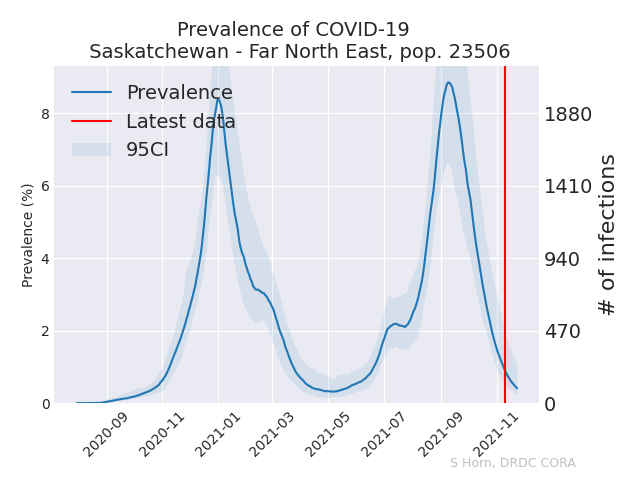 Prevalence of COVID-19
Saskatchewan - Far North East, pop. 23506
Prevalence
Latest data
95CI
Prevalence (%)
8
6
4
2
0
1880
1410
940
470
0
# of infections
2020-09
2020-11
2021-01
2021-03
2021-05
2021-07
2021-09
2021-11
S Horn, DRDC CORA